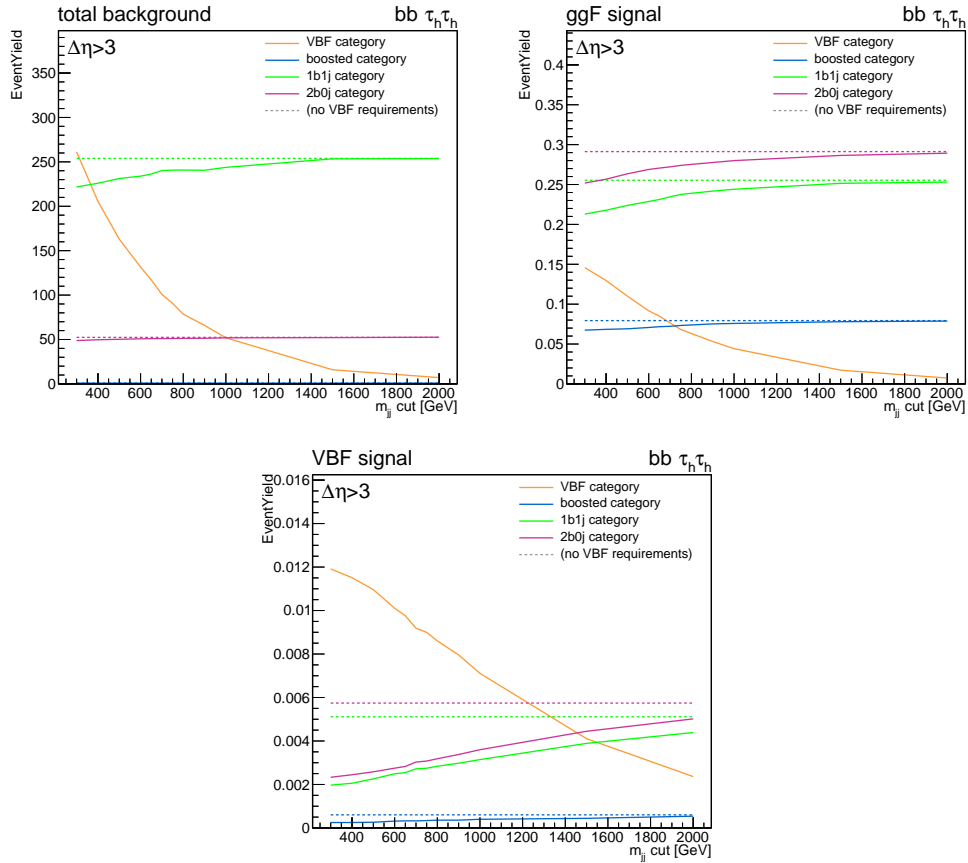 total background
bb τhτh
EventYield
Δη>3
VBF category
boosted category
1b1j category
2b0j category
(no VBF requirements)
350
300
250
200
150
100
50
0
400 600 800 1000 1200 1400 1600 1800 2000
mjj cut [GeV]
ggF signal
bb τhτh
EventYield
Δη>3
VBF category
boosted category
1b1j category
2b0j category
(no VBF requirements)
0.4
0.35
0.3
0.25
0.2
0.15
0.1
0.05
0
400 600 800 1000 1200 1400 1600 1800 2000
mjj cut [GeV]
VBF signal
bb τhτh
EventYield
Δη>3
VBF category
boosted category
1b1j category
2b0j category
(no VBF requirements)
0.016
0.014
0.012
0.01
0.008
0.006
0.004
0.002
0
400 600 800 1000 1200 1400 1600 1800 2000
mjj cut [GeV]